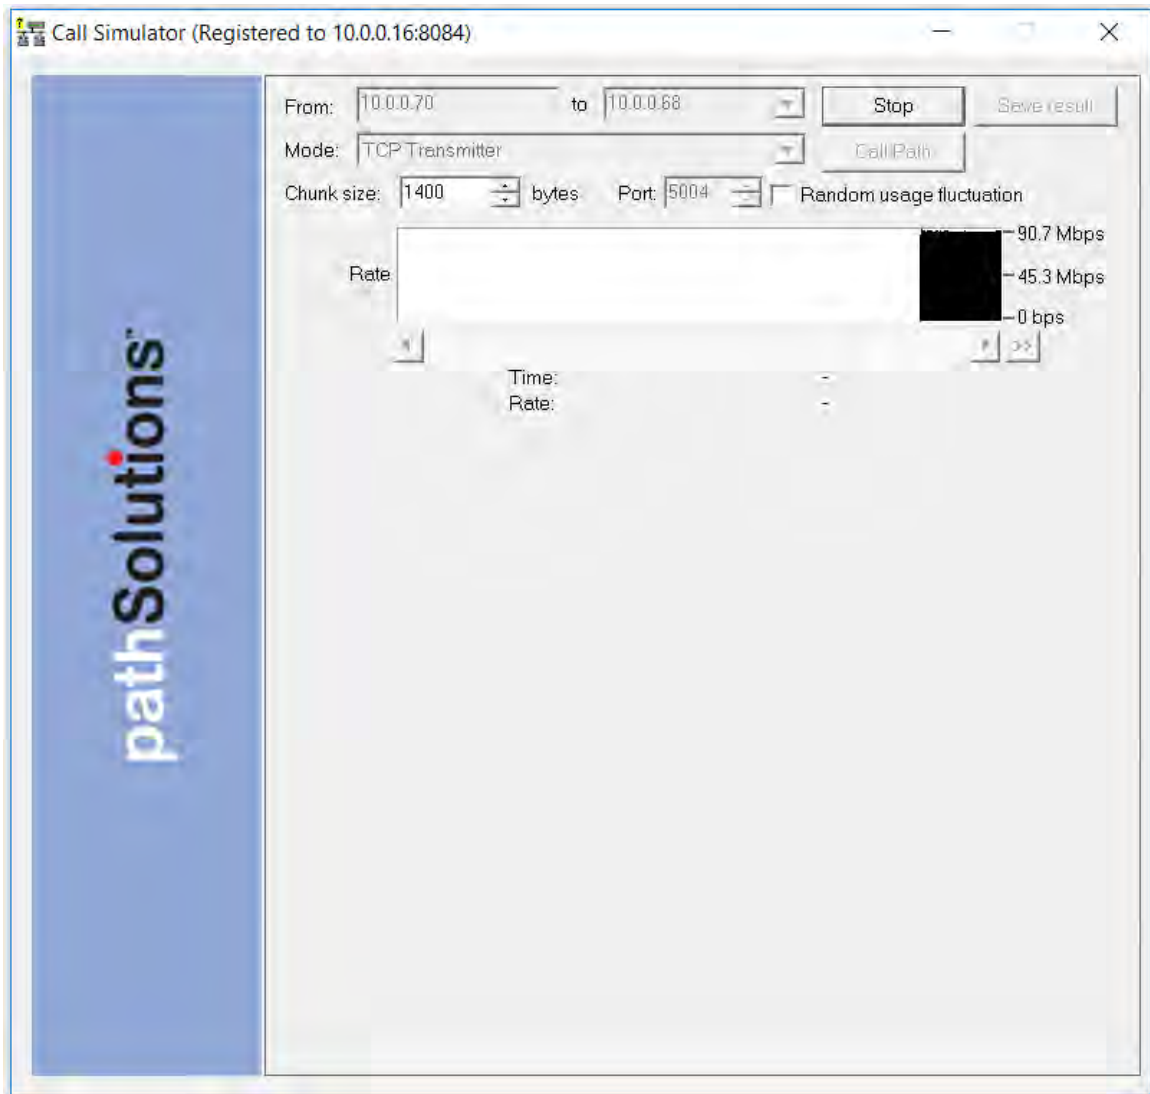 Call Simulator (Registered to 10.0.0.16:8084)
From: 10.0.0.70 to 10.0.0.68 Stop Save result
Mode: TCP Transmitter Call Path
Chunk size: 1400 bytes Port: 5004 Random usage fluctuation
90.7 Mbps
Rate 45.3 Mbps
0 bps
>>
Time: -
Rate: -
pathSolutions™